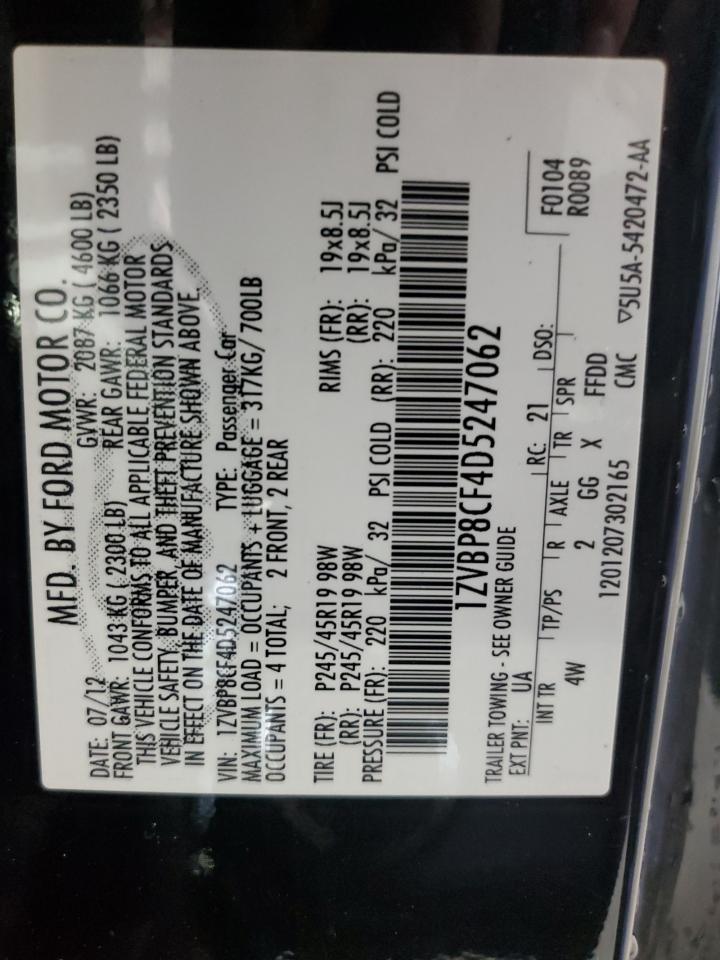 MFD. BY FORD MOTOR CO.
DATE: 07/12 GVWR: 2087 KG ( 4600 LB)
FRONT GAWR: 1043 KG ( 2300 LB) REAR GAWR: 1066 KG ( 2350 LB)
THIS VEHICLE CONFORMS TO ALL APPLICABLE FEDERAL MOTOR
VEHICLE SAFETY, BUMPER, AND THEFT PREVENTION STANDARDS
IN EFFECT ON THE DATE OF MANUFACTURE SHOWN ABOVE.
VIN: 1ZVBP8CF4D5247062 TYPE: Passenger Car
MAXIMUM LOAD = OCCUPANTS + LUGGAGE = 317KG/ 700LB
OCCUPANTS = 4 TOTAL; 2 FRONT, 2 REAR
TIRE (FR): P245/45R19 98W RIMS (FR): 19x8.5J
(RR): P245/45R19 98W (RR): 19x8.5J
PRESSURE (FR): 220 kPa/ 32 PSI COLD (RR): 220 kPa/ 32 PSI COLD
1ZVBP8CF4D5247062
TRAILER TOWING - SEE OWNER GUIDE
EXT PNT: UA RC: 21 DSO: F0104
INT TR TP/PS R AXLE TR SPR R0089
4W 2 GG X FFDD
1201207302165 CMC ▽5U5A-5420472-AA